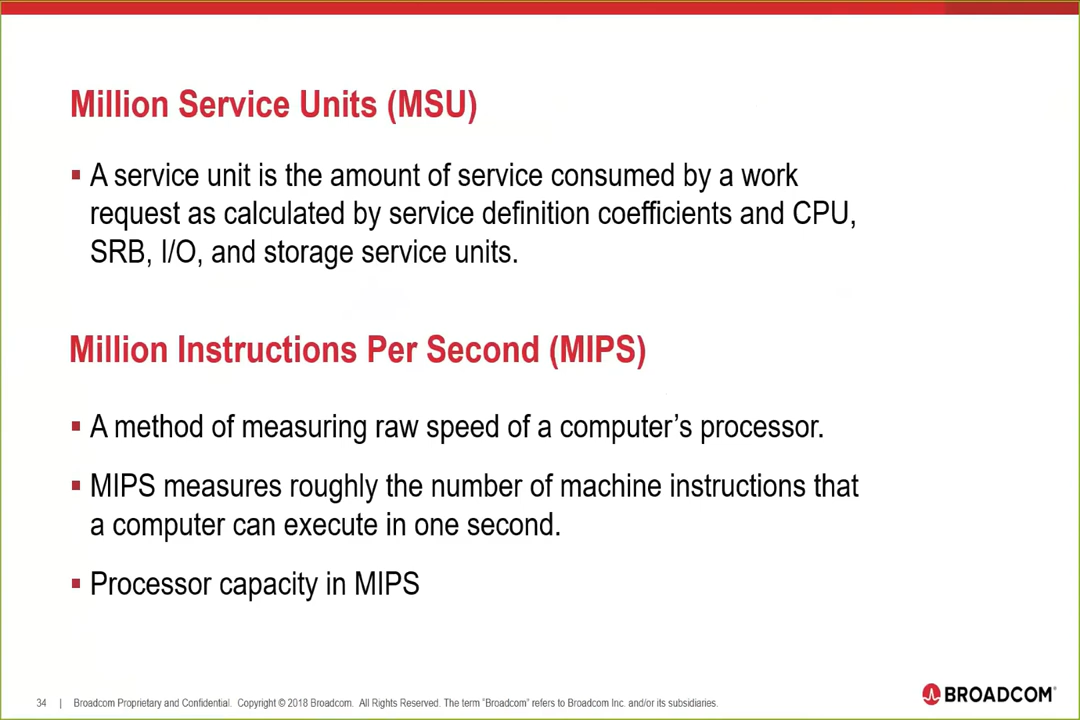 Million Service Units (MSU)
▪ A service unit is the amount of service consumed by a work
request as calculated by service definition coefficients and CPU,
SRB, I/O, and storage service units.
Million Instructions Per Second (MIPS)
▪ A method of measuring raw speed of a computer’s processor.
▪ MIPS measures roughly the number of machine instructions that
a computer can execute in one second.
▪ Processor capacity in MIPS
34 | Broadcom Proprietary and Confidential. Copyright © 2018 Broadcom. All Rights Reserved. The term “Broadcom” refers to Broadcom Inc. and/or its subsidiaries.
BROADCOM®